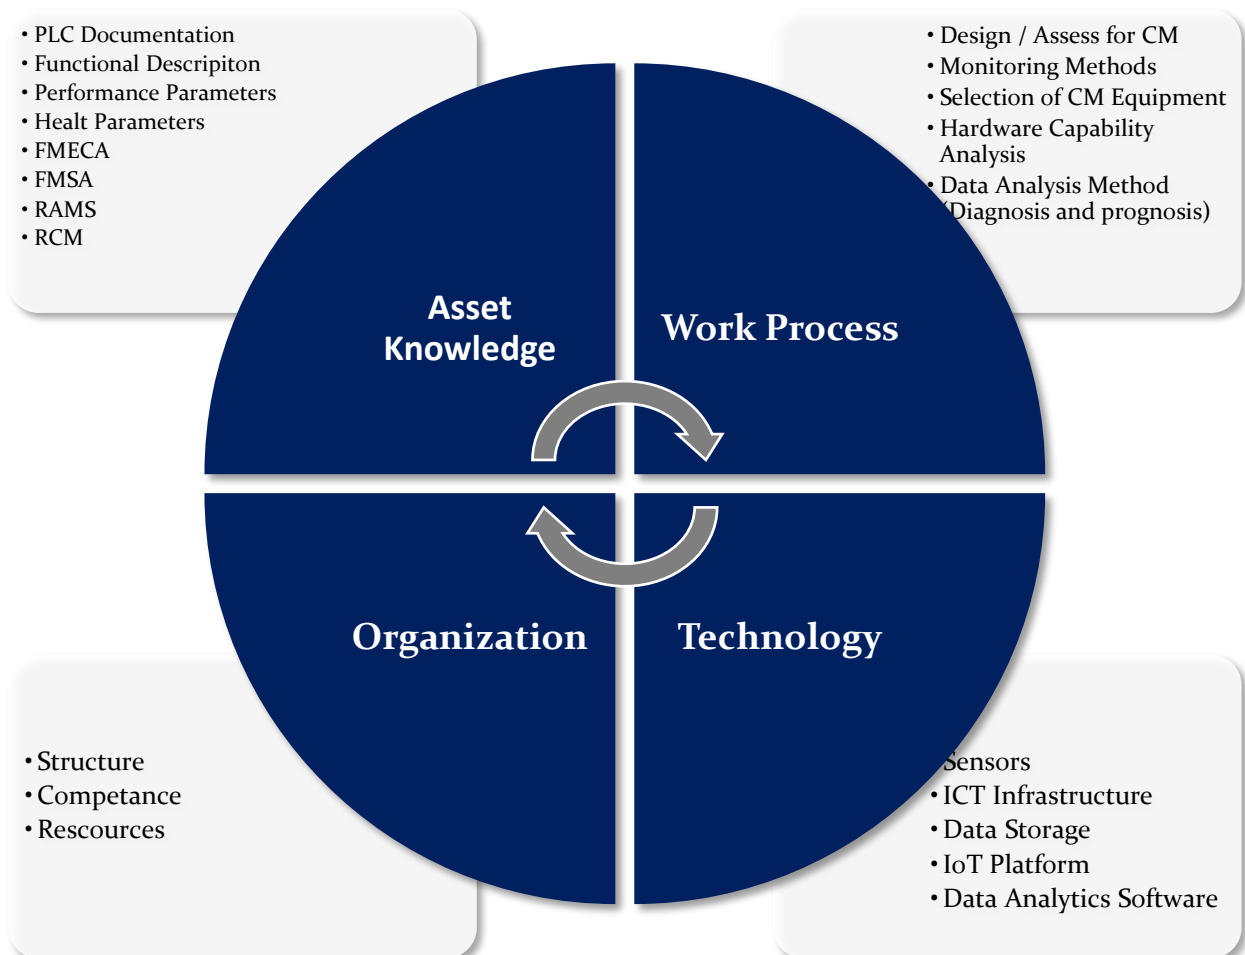 • PLC Documentation
• Functional Descripiton
• Performance Parameters
• Healt Parameters
• FMECA
• FMSA
• RAMS
• RCM
• Design / Assess for CM
• Monitoring Methods
• Selection of CM Equipment
• Hardware Capability
Analysis
• Data Analysis Method
(Diagnosis and prognosis)
Asset
Knowledge
Work Process
Organization
Technology
• Structure
• Competance
• Rescources
Sensors
• ICT Infrastructure
• Data Storage
• IoT Platform
• Data Analytics Software